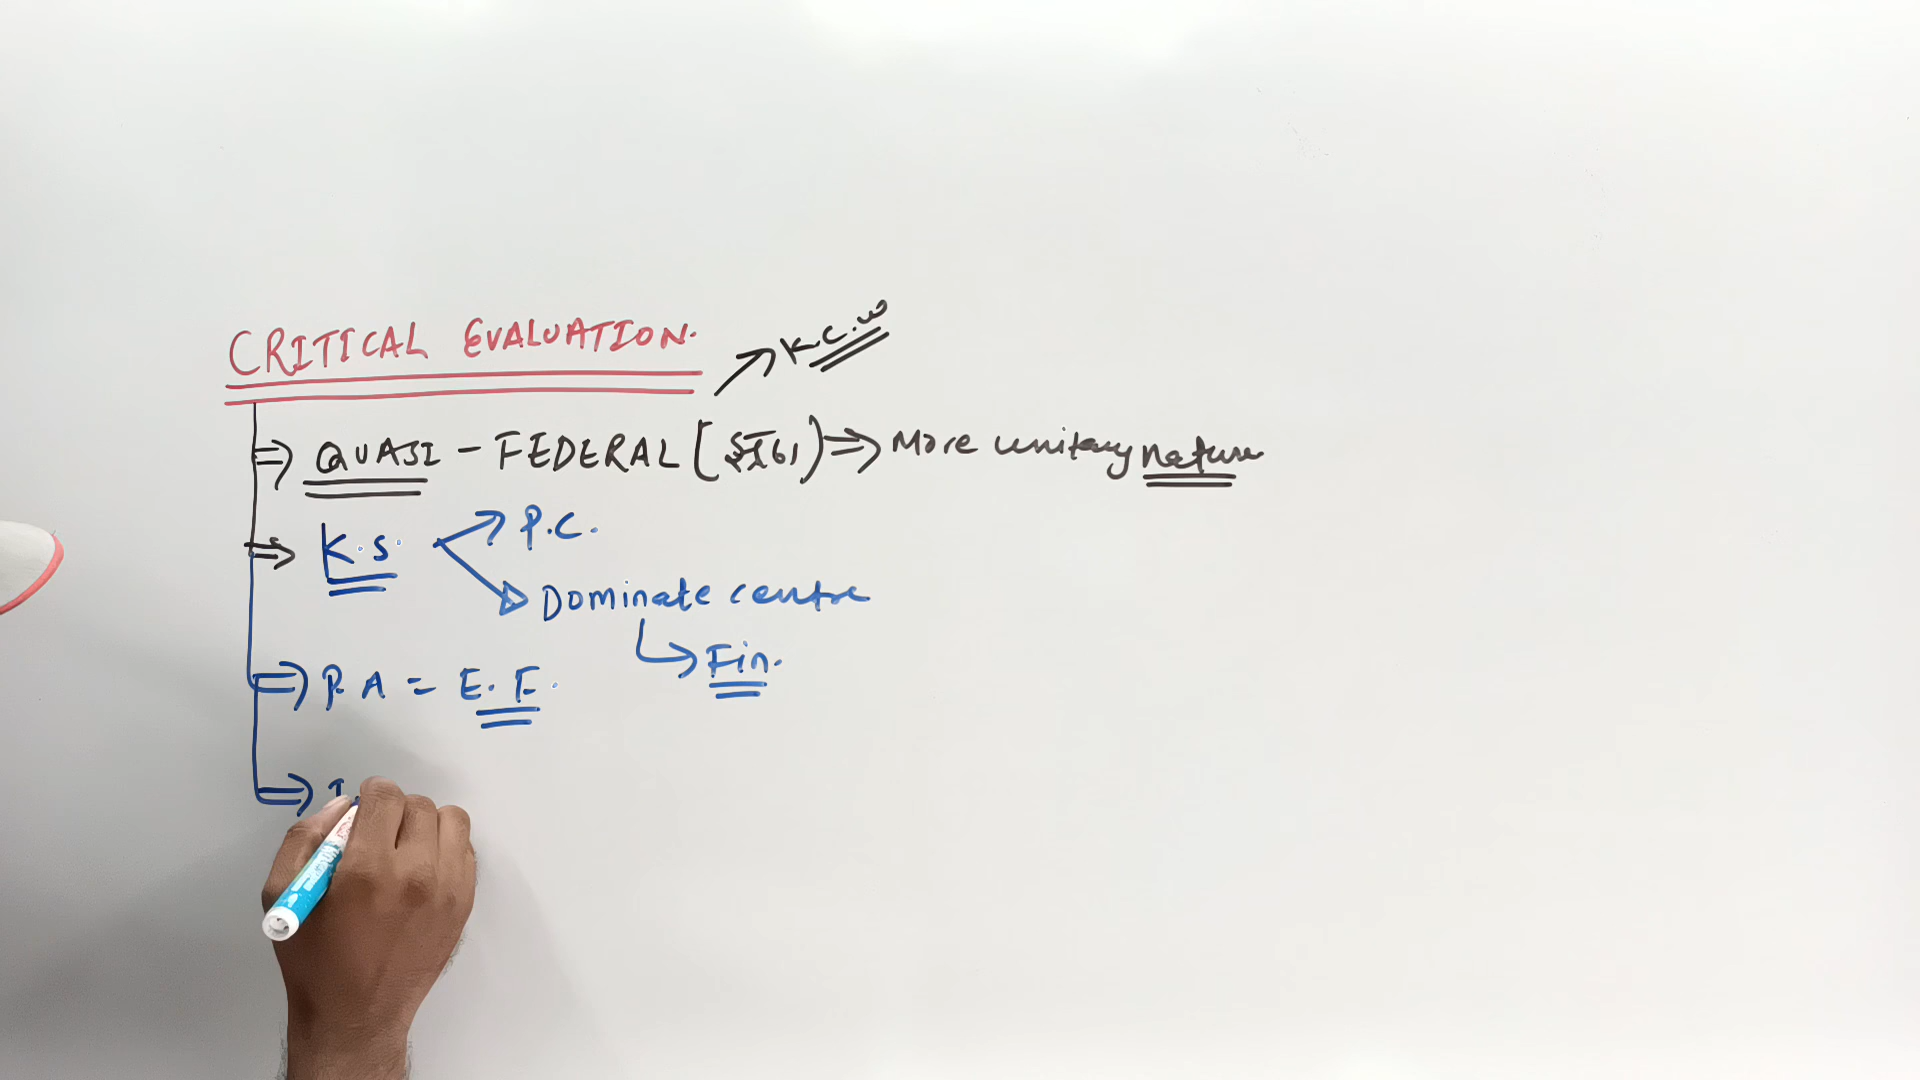 CRITICAL EVALUATION.
K.C.W
QUASI - FEDERAL ( ) ⇒ More unitary nature
K.S. → P.C.
→ Dominate centre
→ Fin.
⇒ P.A = E.F.
⇒ I.